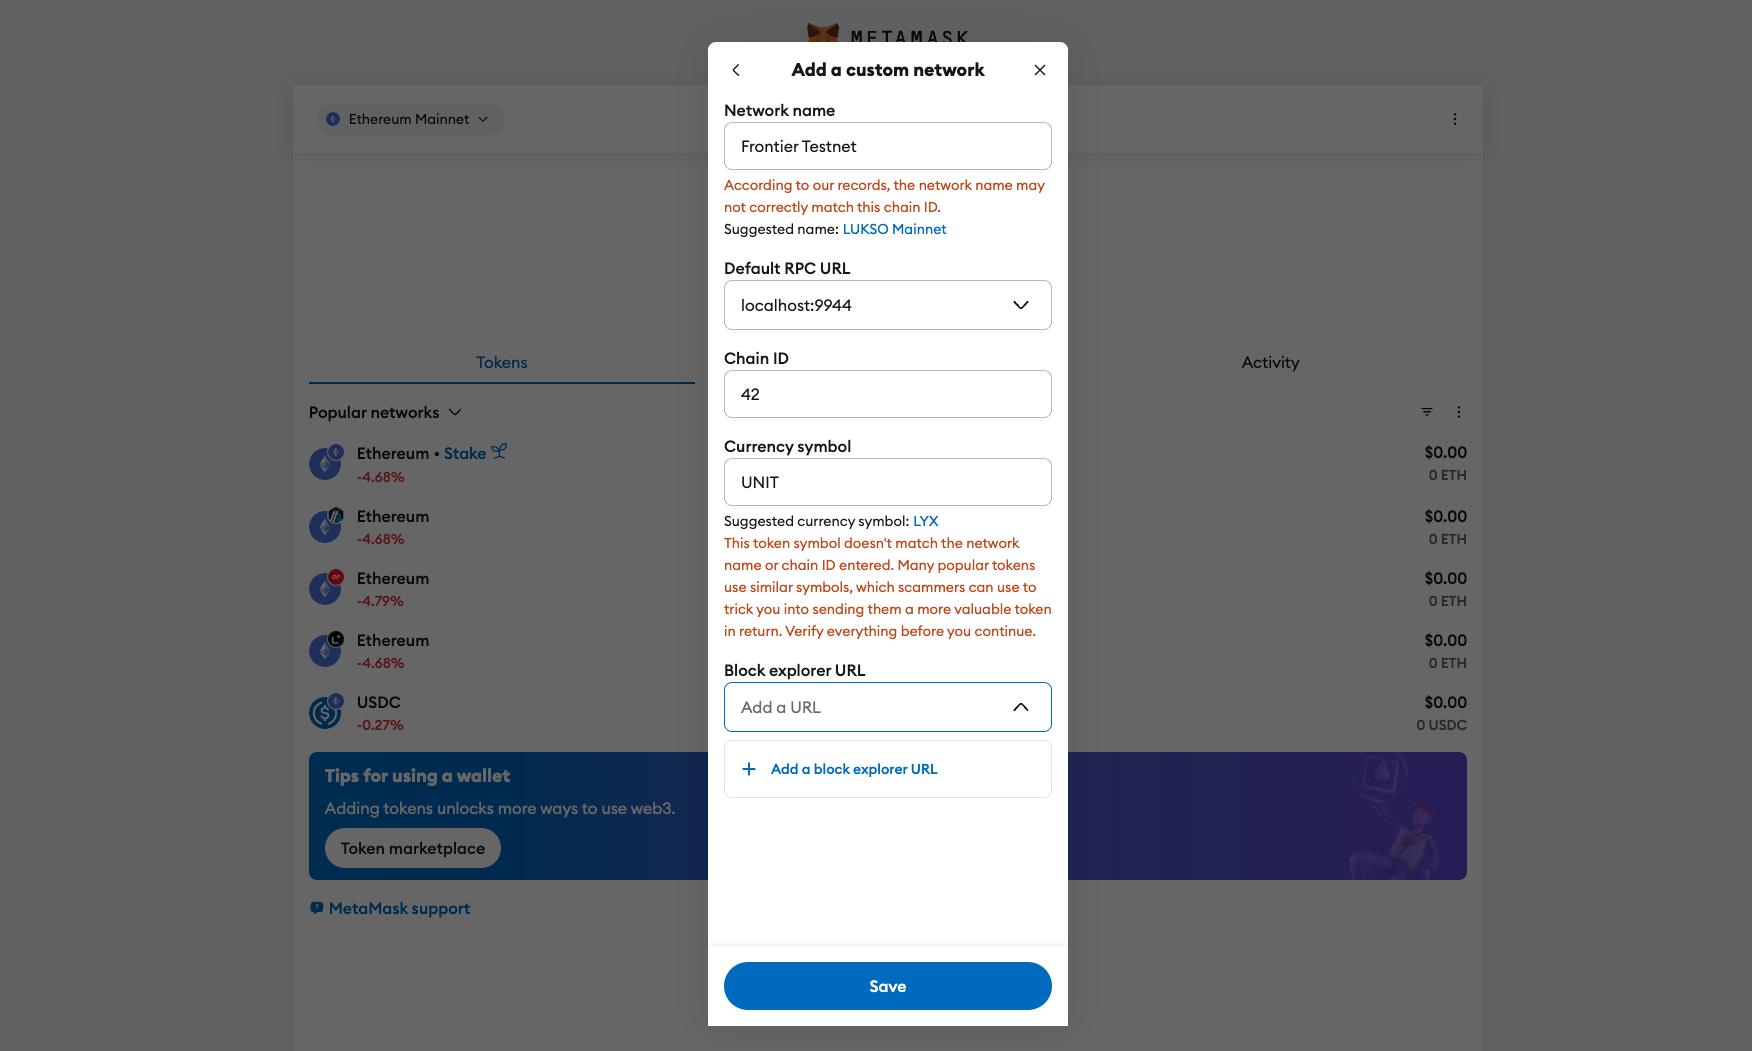 METAMASK
Add a custom network
Ethereum Mainnet
Network name
Frontier Testnet
According to our records, the network name may
not correctly match this chain ID.
Suggested name: LUKSO Mainnet
Default RPC URL
localhost:9944
Chain ID
42
Currency symbol
UNIT
Suggested currency symbol: LYX
This token symbol doesn't match the network
name or chain ID entered. Many popular tokens
use similar symbols, which scammers can use to
trick you into sending them a more valuable token
in return. Verify everything before you continue.
Block explorer URL
Add a URL
Add a block explorer URL
Save
Tokens
Activity
Popular networks
Ethereum • Stake
-4.68%
$0.00
0 ETH
Ethereum
-4.68%
$0.00
0 ETH
Ethereum
-4.79%
$0.00
0 ETH
Ethereum
-4.68%
$0.00
0 ETH
USDC
-0.27%
$0.00
0 USDC
Tips for using a wallet
Adding tokens unlocks more ways to use web3.
Token marketplace
MetaMask support